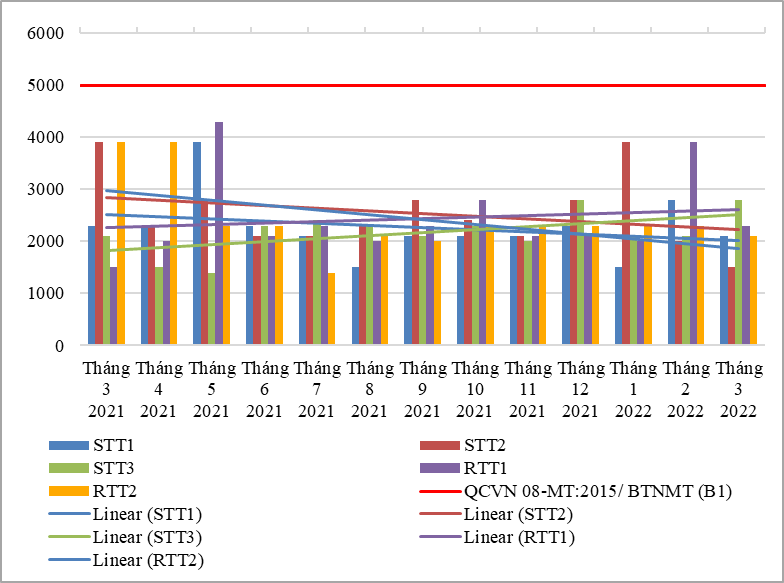 6000
5000
4000
3000
2000
1000
0
Tháng Tháng Tháng Tháng Tháng Tháng Tháng Tháng Tháng Tháng Tháng Tháng Tháng
3 4 5 6 7 8 9 10 11 12 1 2 3
2021 2021 2021 2021 2021 2021 2021 2021 2021 2021 2022 2022 2022
STT1 STT2
STT3 RTT1
RTT2 QCVN 08-MT:2015/ BTNMT (B1)
Linear (STT1) Linear (STT2)
Linear (STT3) Linear (RTT1)
Linear (RTT2)